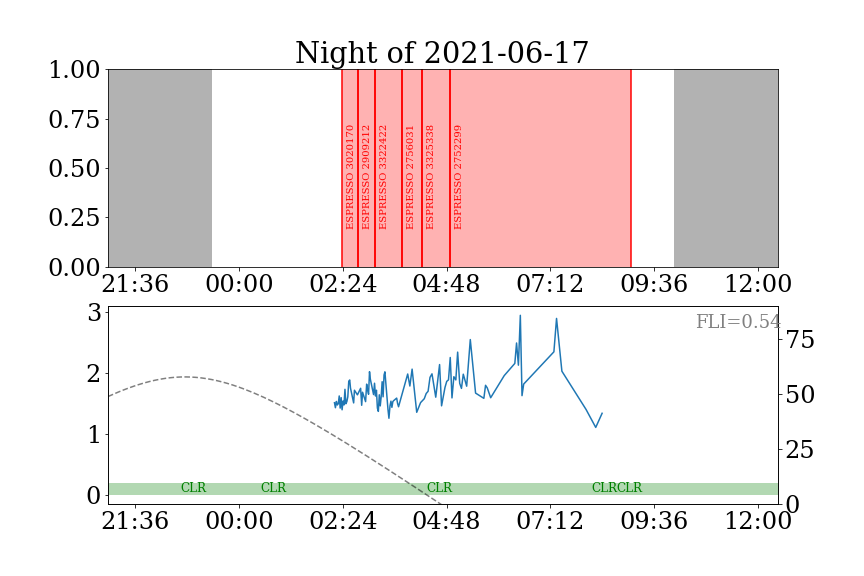 Night of 2021-06-17
1.00
0.75
0.50
0.25
0.00
ESPRESSO 3020170
ESPRESSO 2909212
ESPRESSO 3322422
ESPRESSO 2756031
ESPRESSO 3325338
ESPRESSO 2752299
21:36 00:00 02:24 04:48 07:12 09:36 12:00
FLI=0.54
3
2
1
0
75
50
25
0
CLR CLR CLR CLR CLR
21:36 00:00 02:24 04:48 07:12 09:36 12:00